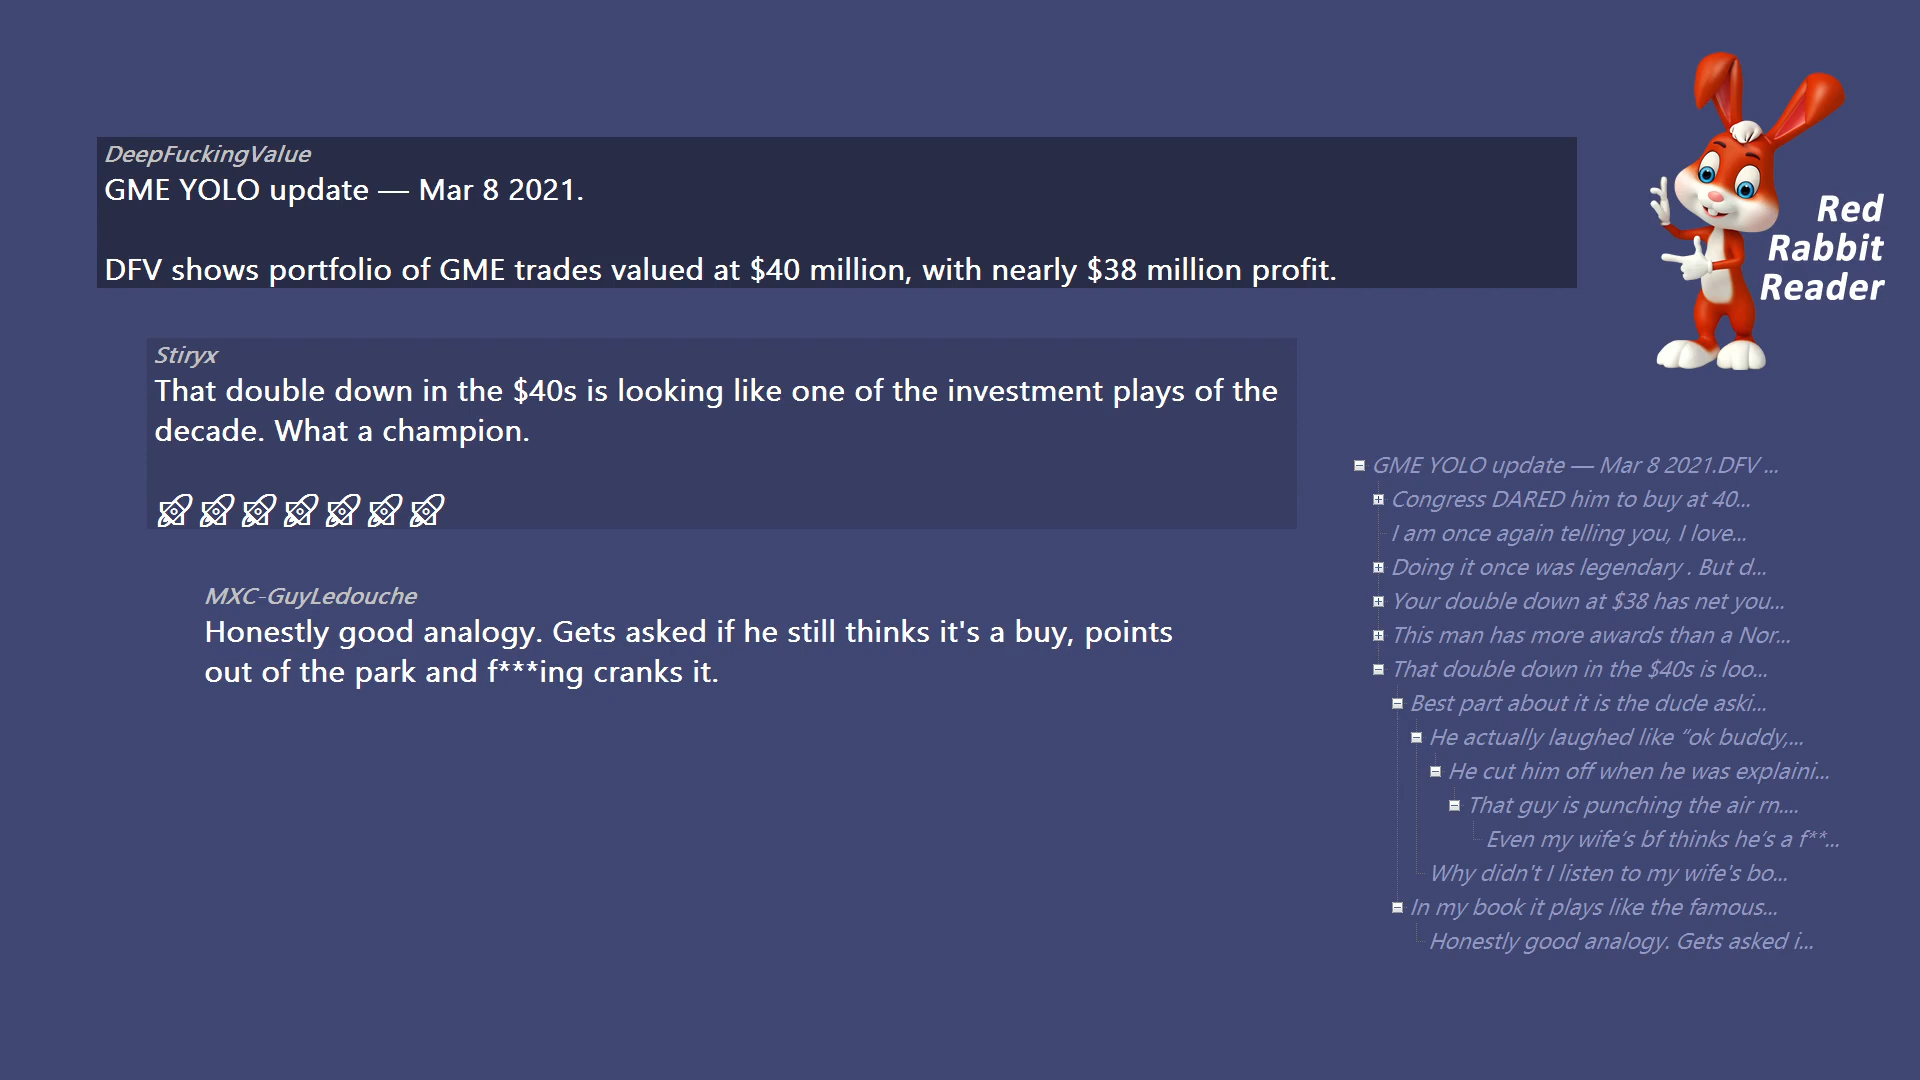 DeepFuckingValue
GME YOLO update — Mar 8 2021.
DFV shows portfolio of GME trades valued at $40 million, with nearly $38 million profit.
Stiryx
That double down in the $40s is looking like one of the investment plays of the
decade. What a champion.
🚀🚀🚀🚀🚀🚀🚀
MXC-GuyLedouche
Honestly good analogy. Gets asked if he still thinks it's a buy, points
out of the park and f***ing cranks it.
Red
Rabbit
Reader
GME YOLO update — Mar 8 2021.DFV ...
Congress DARED him to buy at 40...
I am once again telling you, I love...
Doing it once was legendary . But d...
Your double down at $38 has net you...
This man has more awards than a Nor...
That double down in the $40s is loo...
Best part about it is the dude aski...
He actually laughed like “ok buddy,...
He cut him off when he was explaini...
That guy is punching the air rn....
Even my wife’s bf thinks he’s a f**...
Why didn't I listen to my wife's bo...
In my book it plays like the famous...
Honestly good analogy. Gets asked i...